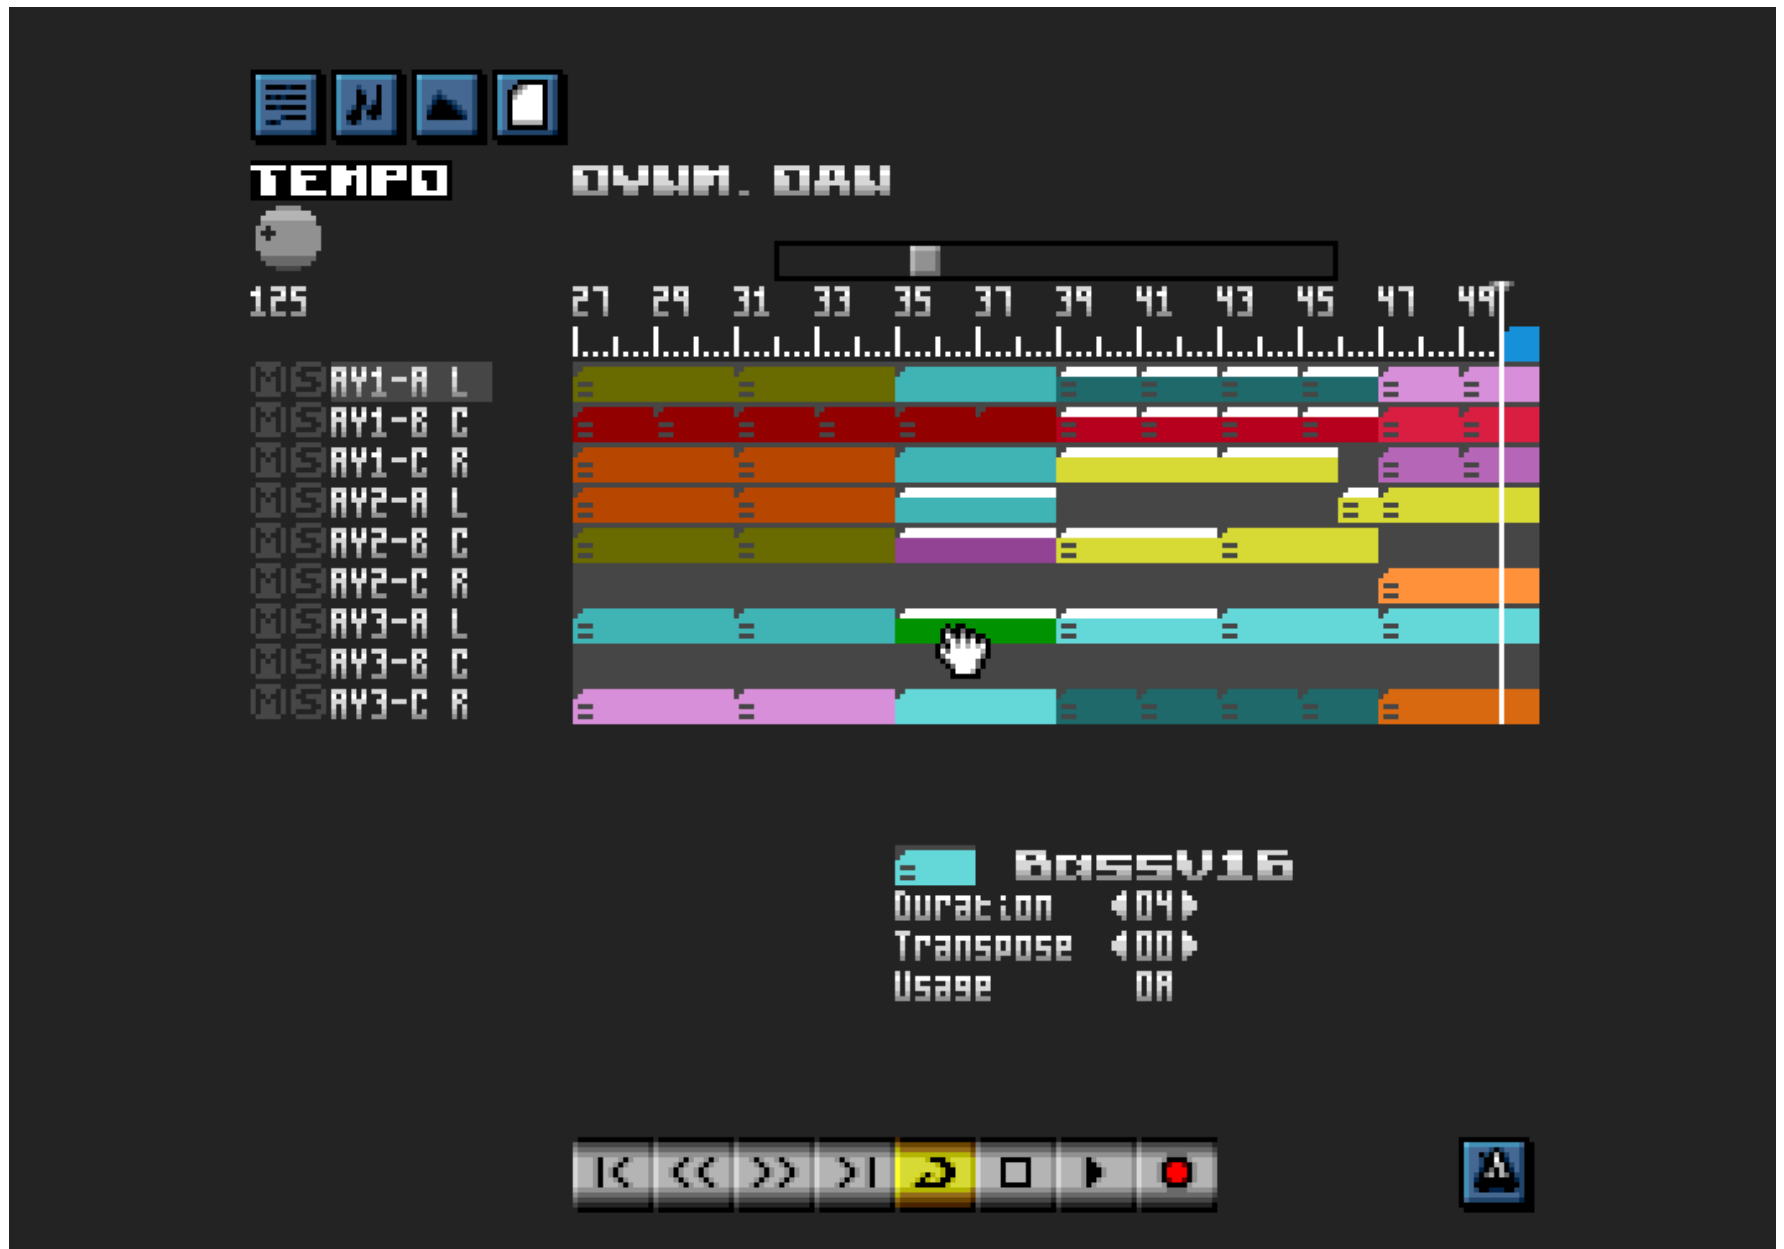 TEMPO DYNM. DAW
125
27 29 31 33 35 37 39 41 43 45 47 49
M S AY1-A L
M S AY1-B C
M S AY1-C R
M S AY2-A L
M S AY2-B C
M S AY2-C R
M S AY3-A L
M S AY3-B C
M S AY3-C R
BassV16
Duration 04
Transpose 00
Usage 0A